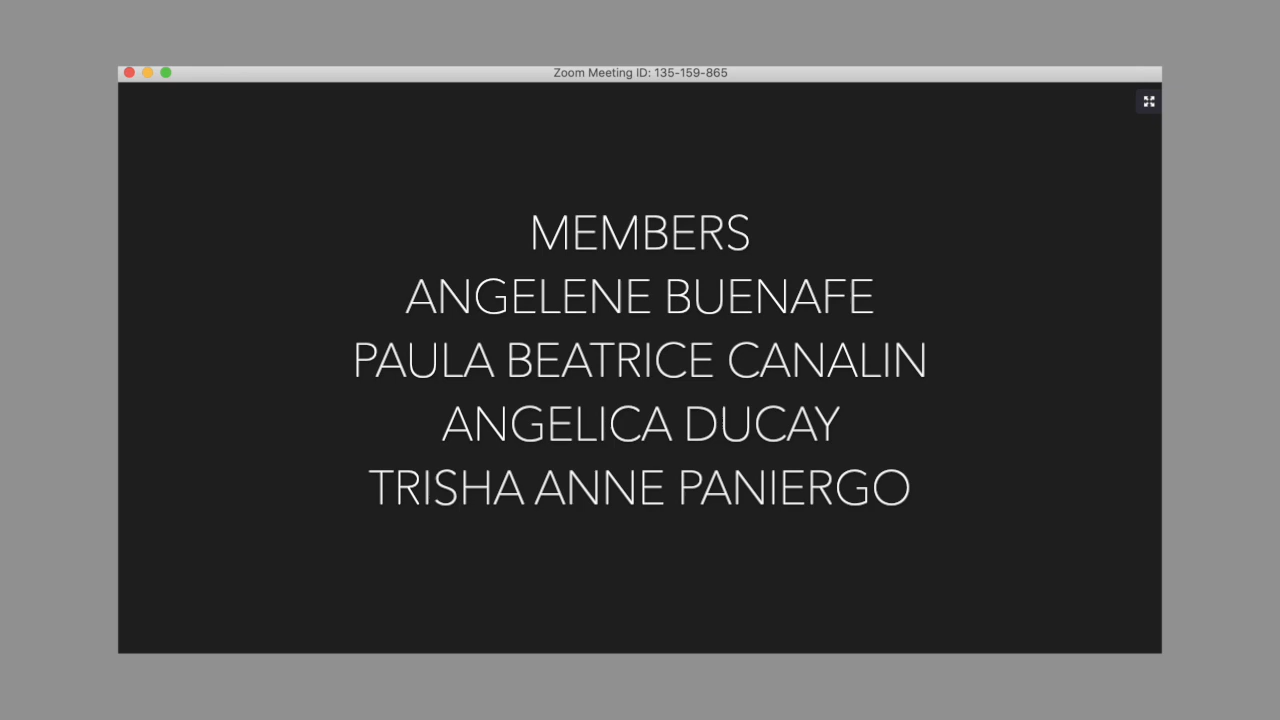 Zoom Meeting ID: 135-159-865
MEMBERS
ANGELENE BUENAFE
PAULA BEATRICE CANALIN
ANGELICA DUCAY
TRISHA ANNE PANIERGO